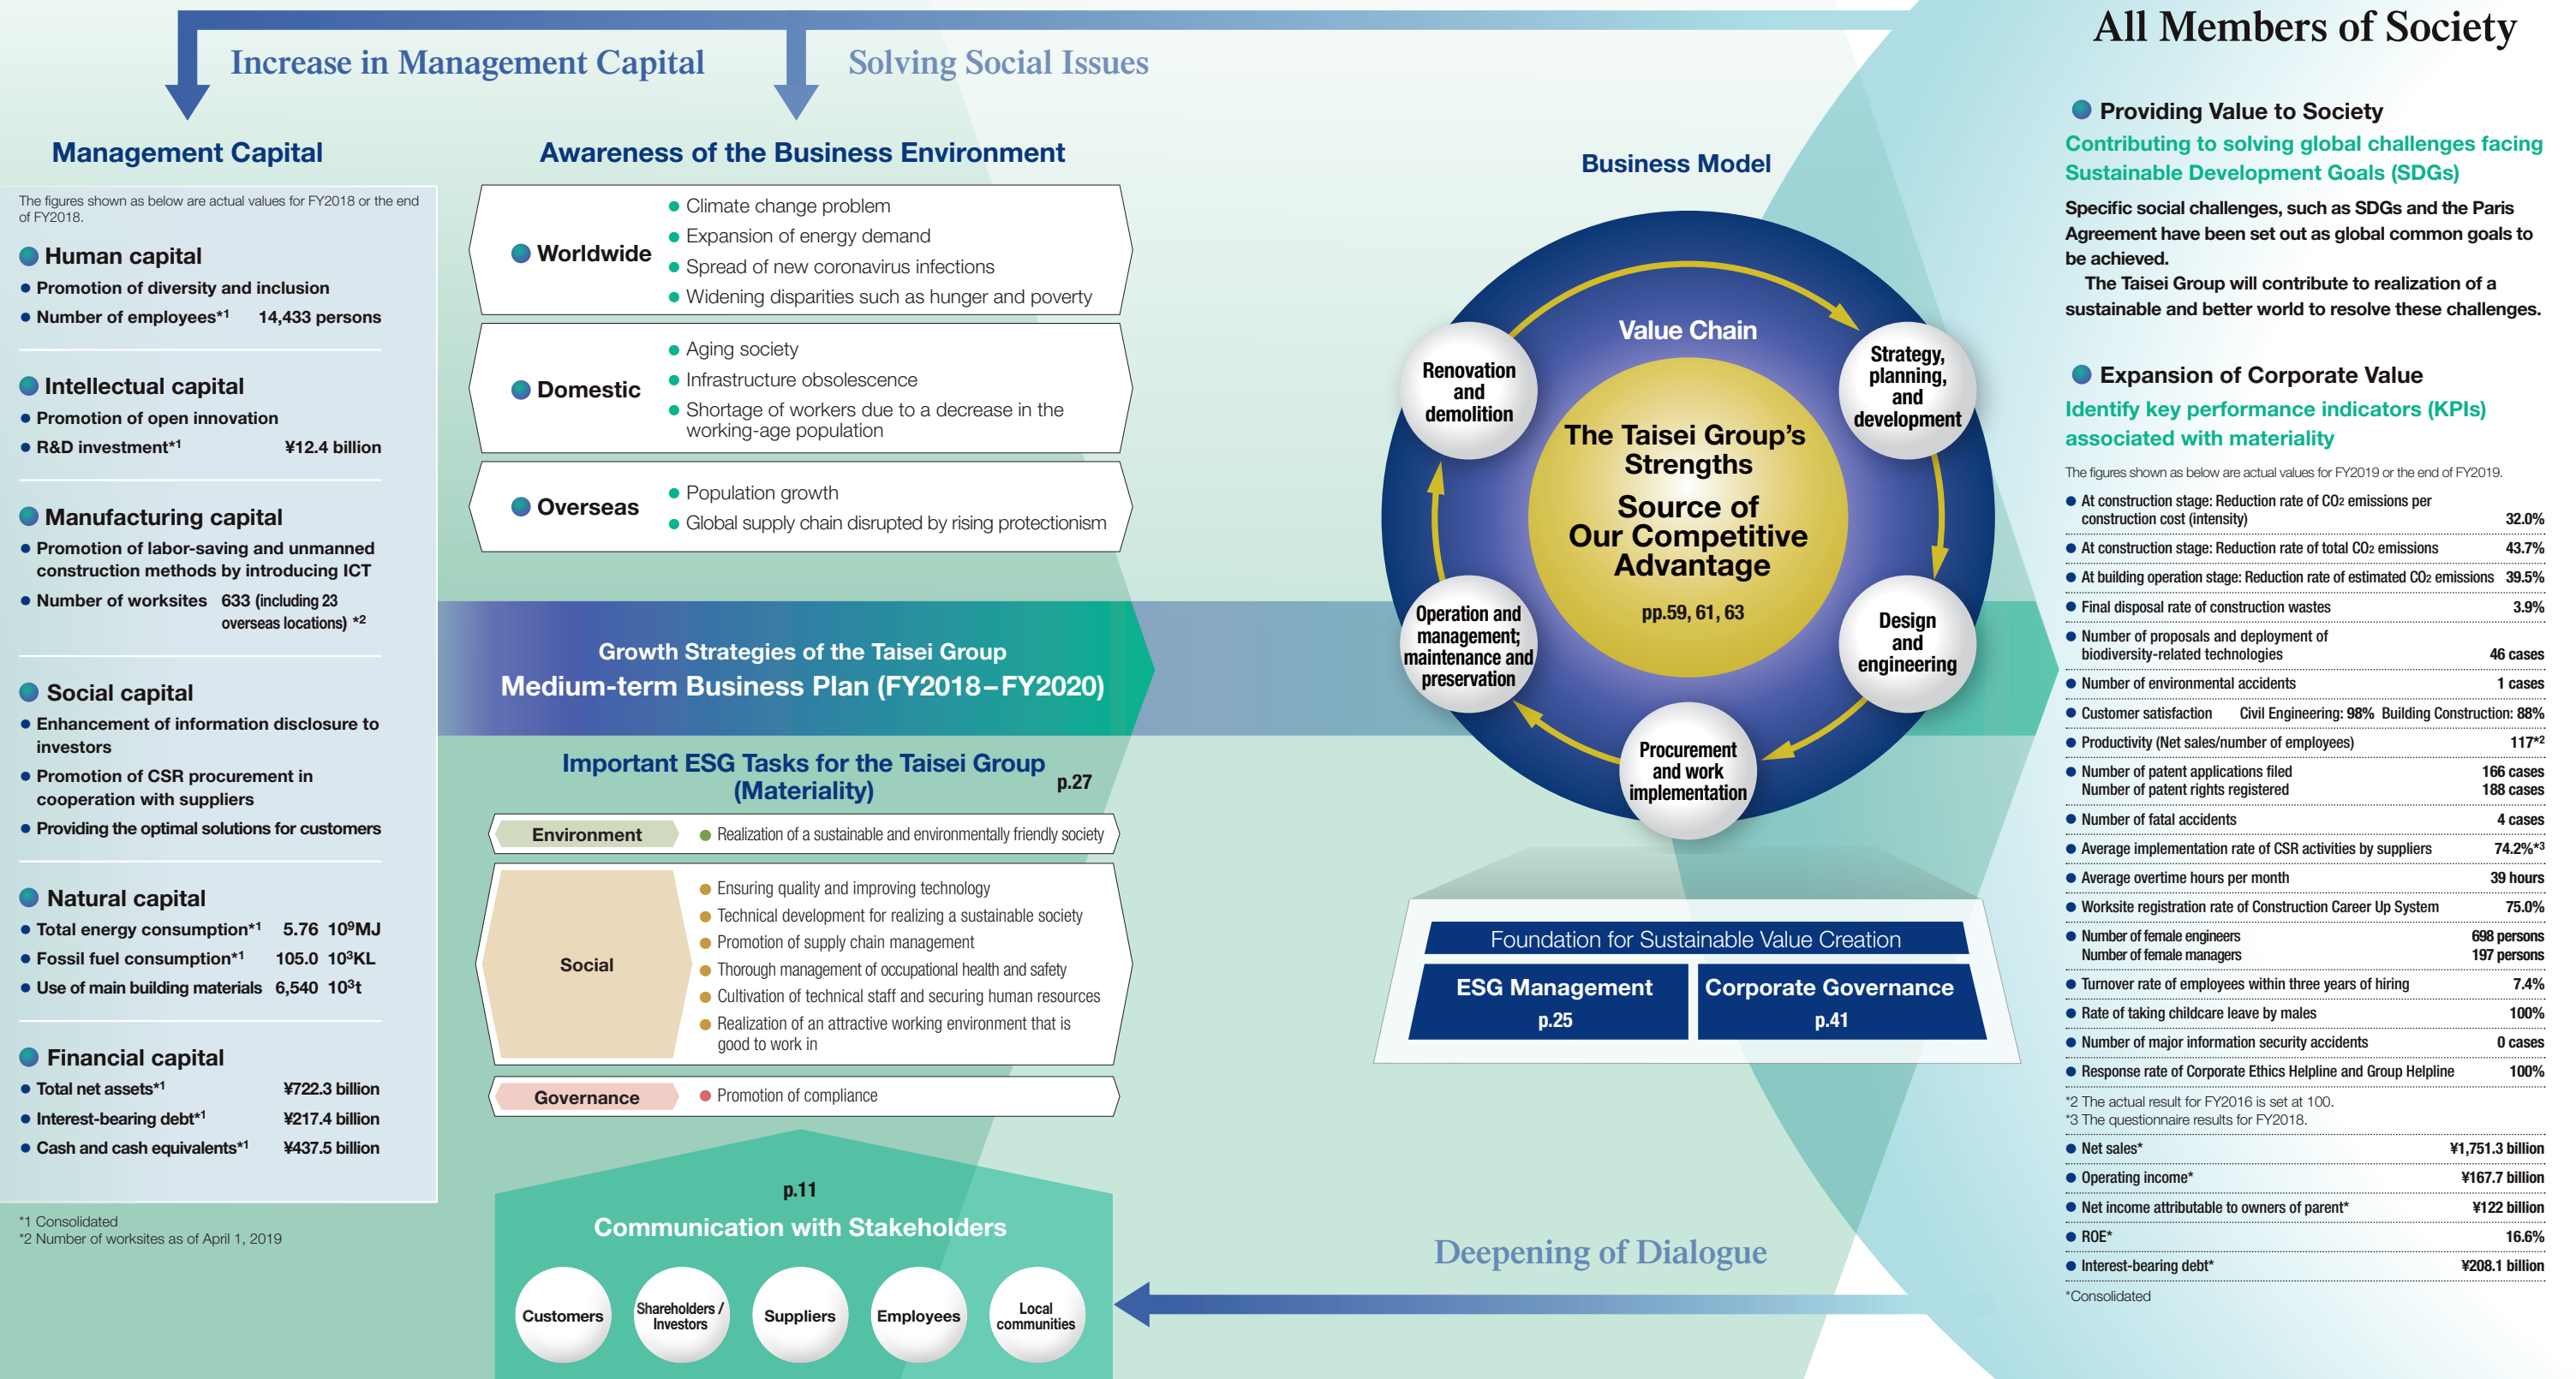 Increase in Management Capital
Solving Social Issues
Management Capital
The figures shown as below are actual values for FY2018 or the end
of FY2018.
Human capital
Promotion of diversity and inclusion
Number of employees*1 14,433 persons
Intellectual capital
Promotion of open innovation
R&D investment*1 ¥12.4 billion
Manufacturing capital
Promotion of labor-saving and unmanned
construction methods by introducing ICT
Number of worksites 633 (including 23
overseas locations) *2
Social capital
Enhancement of information disclosure to
investors
Promotion of CSR procurement in
cooperation with suppliers
Providing the optimal solutions for customers
Natural capital
Total energy consumption*1 5.76 10⁹MJ
Fossil fuel consumption*1 105.0 10³KL
Use of main building materials 6,540 10³t
Financial capital
Total net assets*1 ¥722.3 billion
Interest-bearing debt*1 ¥217.4 billion
Cash and cash equivalents*1 ¥437.5 billion
*1 Consolidated
*2 Number of worksites as of April 1, 2019
Awareness of the Business Environment
Worldwide
Climate change problem
Expansion of energy demand
Spread of new coronavirus infections
Widening disparities such as hunger and poverty
Domestic
Aging society
Infrastructure obsolescence
Shortage of workers due to a decrease in the
working-age population
Overseas
Population growth
Global supply chain disrupted by rising protectionism
Growth Strategies of the Taisei Group
Medium-term Business Plan (FY2018–FY2020)
Important ESG Tasks for the Taisei Group
(Materiality)
p.27
Environment
Realization of a sustainable and environmentally friendly society
Social
Ensuring quality and improving technology
Technical development for realizing a sustainable society
Promotion of supply chain management
Thorough management of occupational health and safety
Cultivation of technical staff and securing human resources
Realization of an attractive working environment that is
good to work in
Governance
Promotion of compliance
p.11
Communication with Stakeholders
Customers
Shareholders /
Investors
Suppliers
Employees
Local
communities
Business Model
Value Chain
Renovation
and
demolition
Strategy,
planning,
and
development
The Taisei Group's
Strengths
Source of
Our Competitive
Advantage
pp.59, 61, 63
Operation and
management;
maintenance and
preservation
Design
and
engineering
Procurement
and work
implementation
Foundation for Sustainable Value Creation
ESG Management
p.25
Corporate Governance
p.41
Deepening of Dialogue
All Members of Society
Providing Value to Society
Contributing to solving global challenges facing
Sustainable Development Goals (SDGs)
Specific social challenges, such as SDGs and the Paris
Agreement have been set out as global common goals to
be achieved.
The Taisei Group will contribute to realization of a
sustainable and better world to resolve these challenges.
Expansion of Corporate Value
Identify key performance indicators (KPIs)
associated with materiality
The figures shown as below are actual values for FY2019 or the end of FY2019.
At construction stage: Reduction rate of CO2 emissions per
construction cost (intensity) 32.0%
At construction stage: Reduction rate of total CO2 emissions 43.7%
At building operation stage: Reduction rate of estimated CO2 emissions 39.5%
Final disposal rate of construction wastes 3.9%
Number of proposals and deployment of
biodiversity-related technologies 46 cases
Number of environmental accidents 1 cases
Customer satisfaction Civil Engineering: 98% Building Construction: 88%
Productivity (Net sales/number of employees) 117*2
Number of patent applications filed 166 cases
Number of patent rights registered 188 cases
Number of fatal accidents 4 cases
Average implementation rate of CSR activities by suppliers 74.2%*3
Average overtime hours per month 39 hours
Worksite registration rate of Construction Career Up System 75.0%
Number of female engineers 698 persons
Number of female managers 197 persons
Turnover rate of employees within three years of hiring 7.4%
Rate of taking childcare leave by males 100%
Number of major information security accidents 0 cases
Response rate of Corporate Ethics Helpline and Group Helpline 100%
*2 The actual result for FY2016 is set at 100.
*3 The questionnaire results for FY2018.
Net sales* ¥1,751.3 billion
Operating income* ¥167.7 billion
Net income attributable to owners of parent* ¥122 billion
ROE* 16.6%
Interest-bearing debt* ¥208.1 billion
*Consolidated